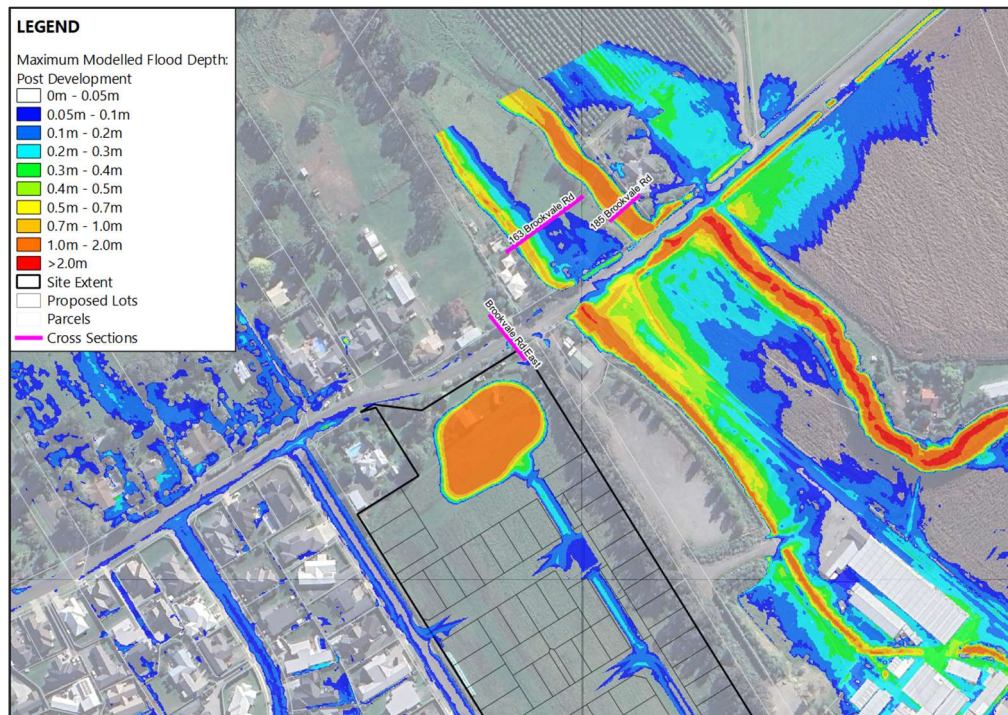 LEGEND
Maximum Modelled Flood Depth:
Post Development
0m - 0.05m
0.05m - 0.1m
0.1m - 0.2m
0.2m - 0.3m
0.3m - 0.4m
0.4m - 0.5m
0.5m - 0.7m
0.7m - 1.0m
1.0m - 2.0m
>2.0m
Site Extent
Proposed Lots
Parcels
Cross Sections
163 Brookvale Rd
185 Brookvale Rd
Brookvale Rd East